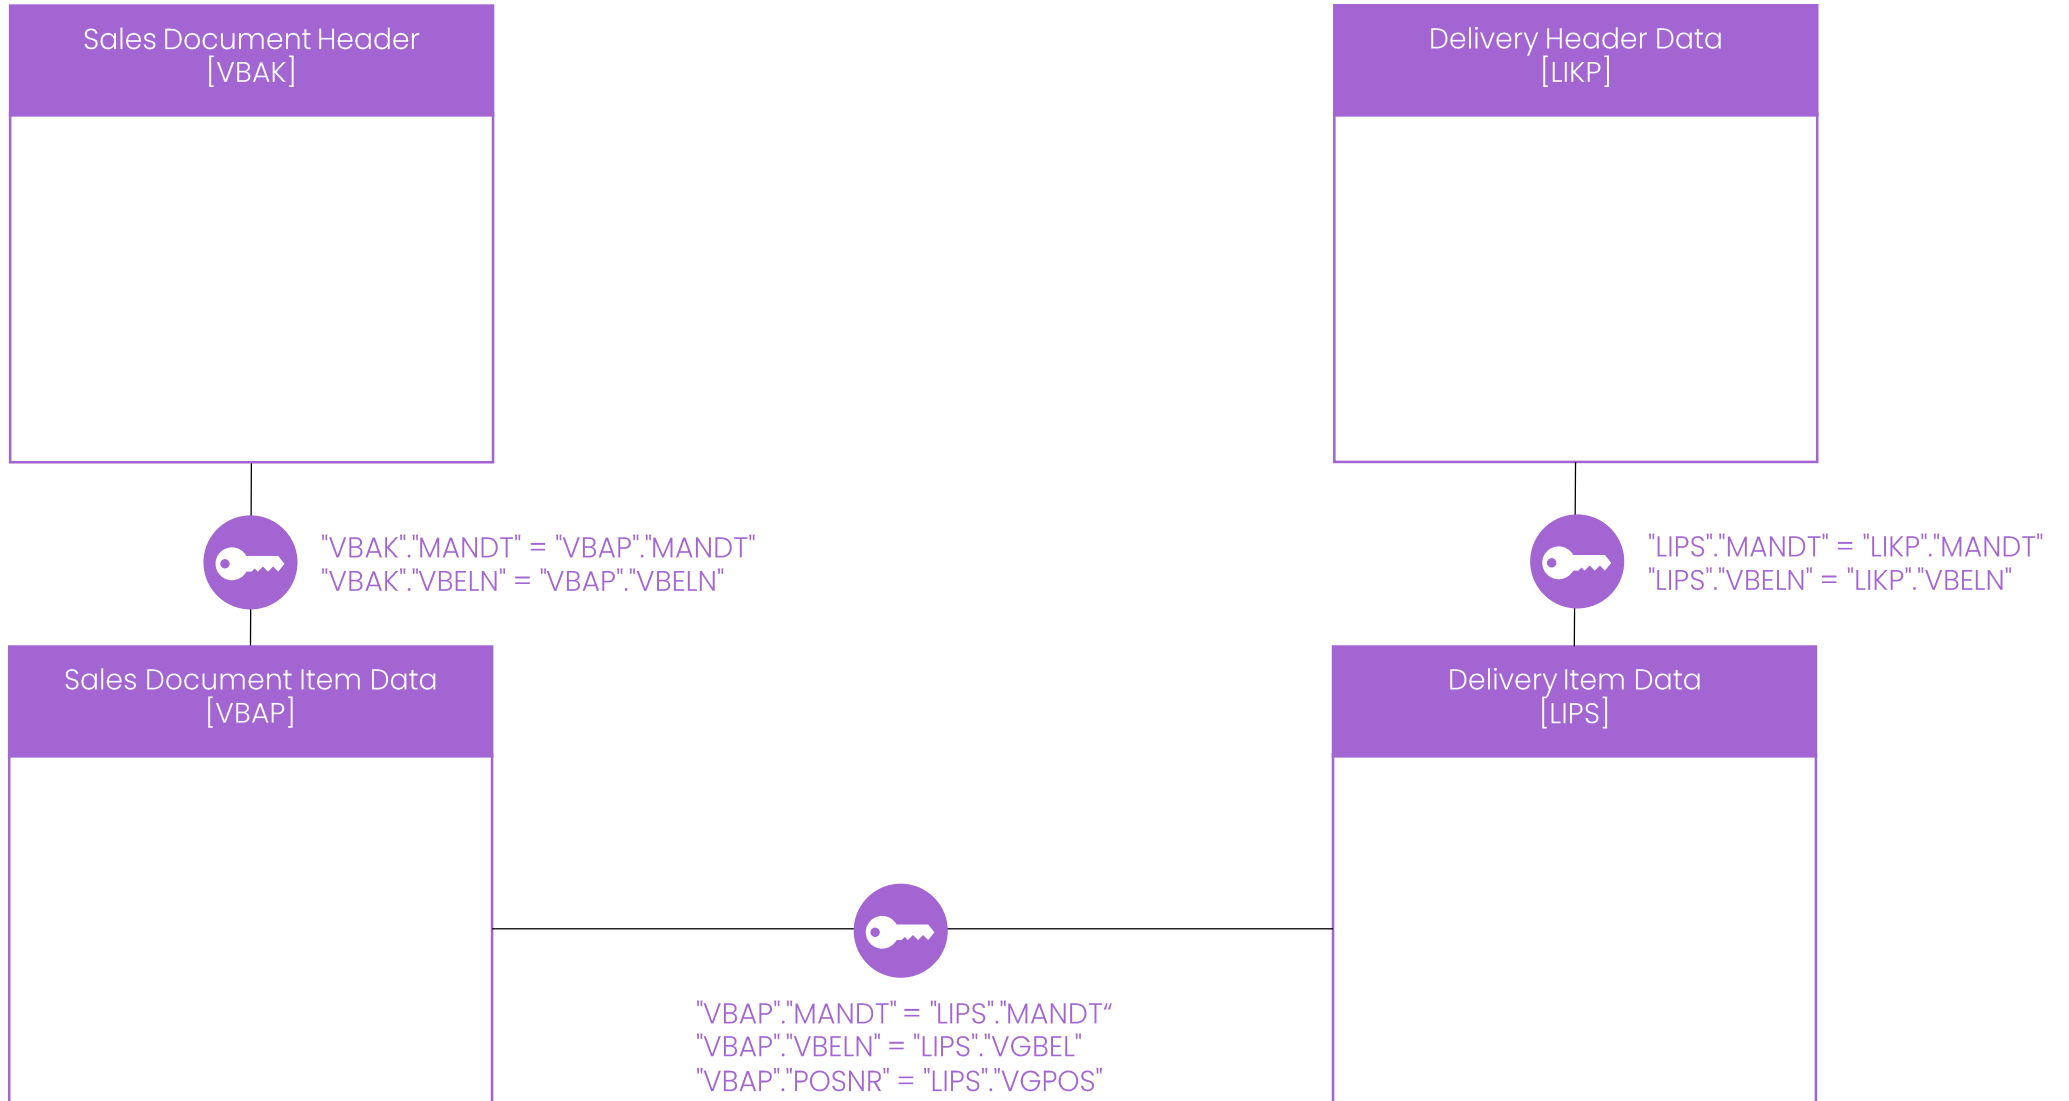 Sales Document Header
[VBAK]
Delivery Header Data
[LIKP]
"VBAK"."MANDT" = "VBAP"."MANDT"
"VBAK"."VBELN" = "VBAP"."VBELN"
"LIPS"."MANDT" = "LIKP"."MANDT"
"LIPS"."VBELN" = "LIKP"."VBELN"
Sales Document Item Data
[VBAP]
Delivery Item Data
[LIPS]
"VBAP"."MANDT" = "LIPS"."MANDT“
"VBAP"."VBELN" = "LIPS"."VGBEL"
"VBAP"."POSNR" = "LIPS"."VGPOS"